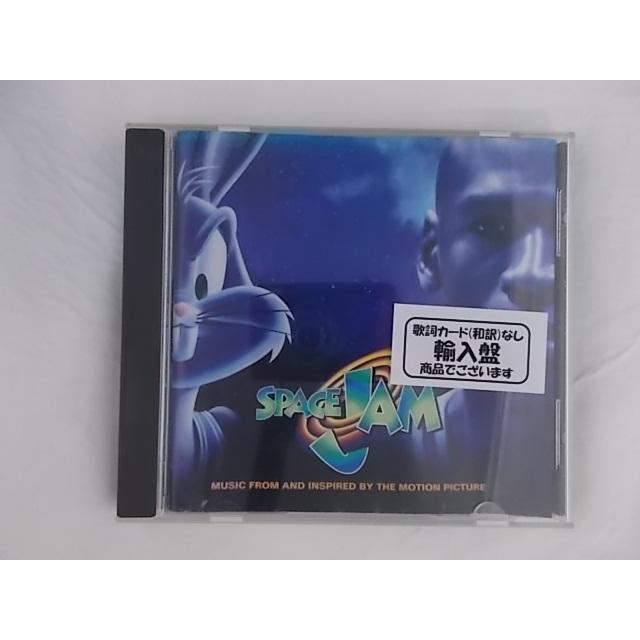 歌詞カード(和訳)なし
輸入盤
商品でございます
SPACE JAM
MUSIC FROM AND INSPIRED BY THE MOTION PICTURE